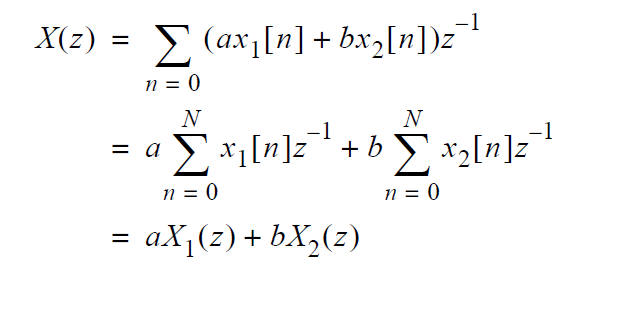 X(z) = ∑_{n = 0} (ax₁[n] + bx₂[n])z⁻¹
= a ∑_{n = 0}^{N} x₁[n]z⁻¹ + b ∑_{n = 0}^{N} x₂[n]z⁻¹
= aX₁(z) + bX₂(z)